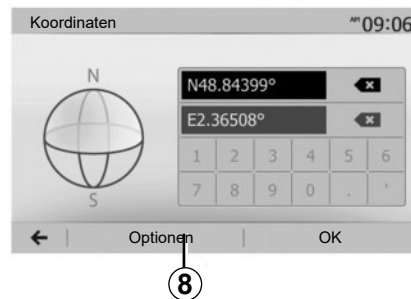 Koordinaten
AM 09:06
N
S
N48.84399°
E2.36508°
1 2 3 4 5 6
7 8 9 0 . '
Optionen
OK
8